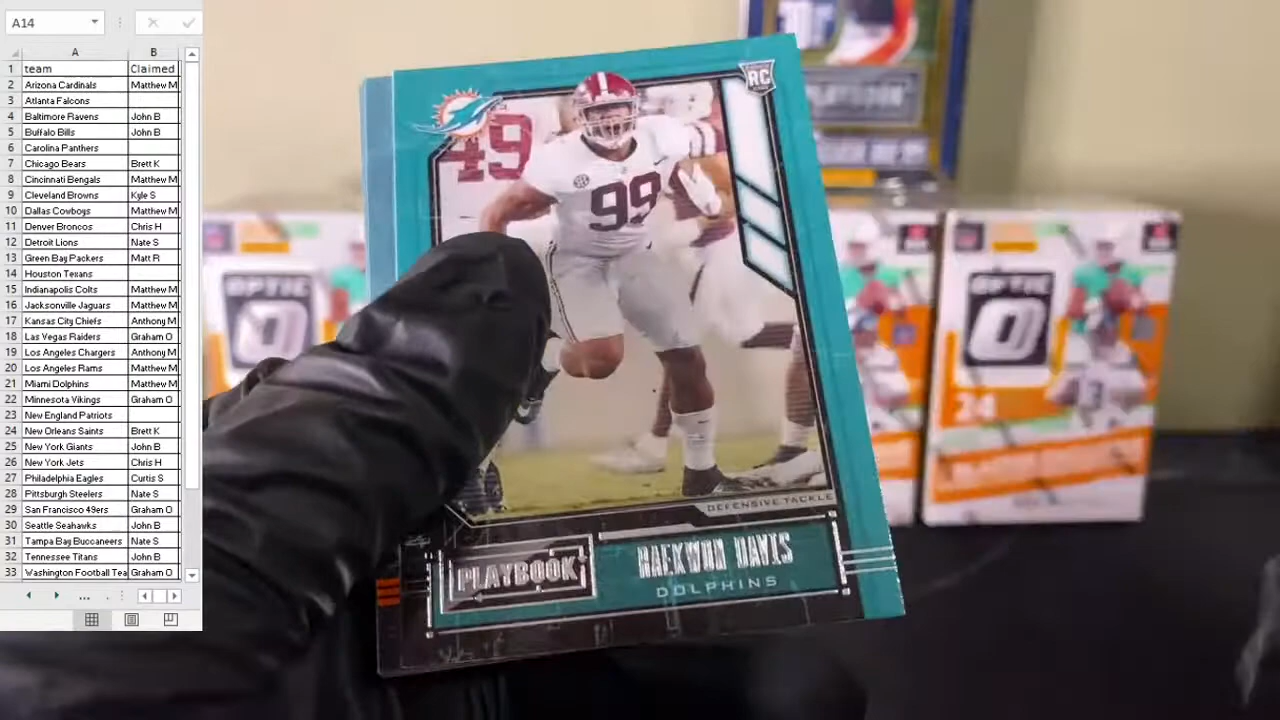 A14
A B
1 team Claimed
2 Arizona Cardinals Matthew M
3 Atlanta Falcons
4 Baltimore Ravens John B
5 Buffalo Bills John B
6 Carolina Panthers
7 Chicago Bears Brett K
8 Cincinnati Bengals Matthew M
9 Cleveland Browns Kyle S
10 Dallas Cowboys Matthew M
11 Denver Broncos Chris H
12 Detroit Lions Nate S
13 Green Bay Packers Matt R
14 Houston Texans
15 Indianapolis Colts Matthew M
16 Jacksonville Jaguars Matthew M
17 Kansas City Chiefs Anthony M
18 Las Vegas Raiders Graham O
19 Los Angeles Chargers Anthony M
20 Los Angeles Rams Matthew M
21 Miami Dolphins Matthew M
22 Minnesota Vikings Graham O
23 New England Patriots
24 New Orleans Saints Brett K
25 New York Giants John B
26 New York Jets Chris H
27 Philadelphia Eagles Curtis S
28 Pittsburgh Steelers Nate S
29 San Francisco 49ers Graham O
30 Seattle Seahawks John B
31 Tampa Bay Buccaneers Nate S
32 Tennessee Titans John B
33 Washington Football Tea Graham O
...
RC
49
99
DEFENSIVE TACKLE
PLAYBOOK
RAEKWON DAVIS
DOLPHINS
PLAYBOOK
OPTIC
OPTIC
24